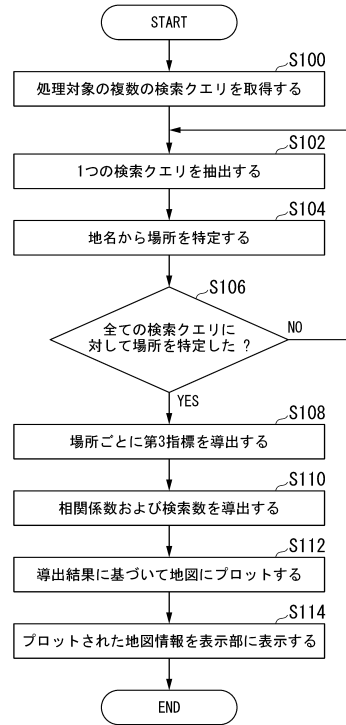 START
S100
処理対象の複数の検索クエリを取得する
S102
1つの検索クエリを抽出する
S104
地名から場所を特定する
S106
全ての検索クエリに
対して場所を特定した ?
NO
YES
S108
場所ごとに第3指標を導出する
S110
相関係数および検索数を導出する
S112
導出結果に基づいて地図にプロットする
S114
プロットされた地図情報を表示部に表示する
END